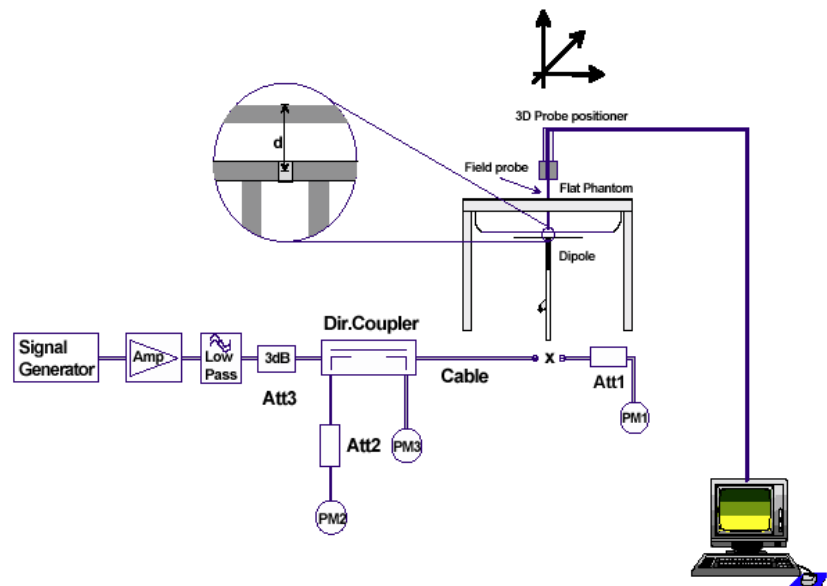 3D Probe positioner
d
Field probe
Flat Phantom
Dipole
Dir.Coupler
Signal
Generator
Amp
Low
Pass
3dB
Att3
Cable
x
Att1
PM1
Att2
PM3
PM2